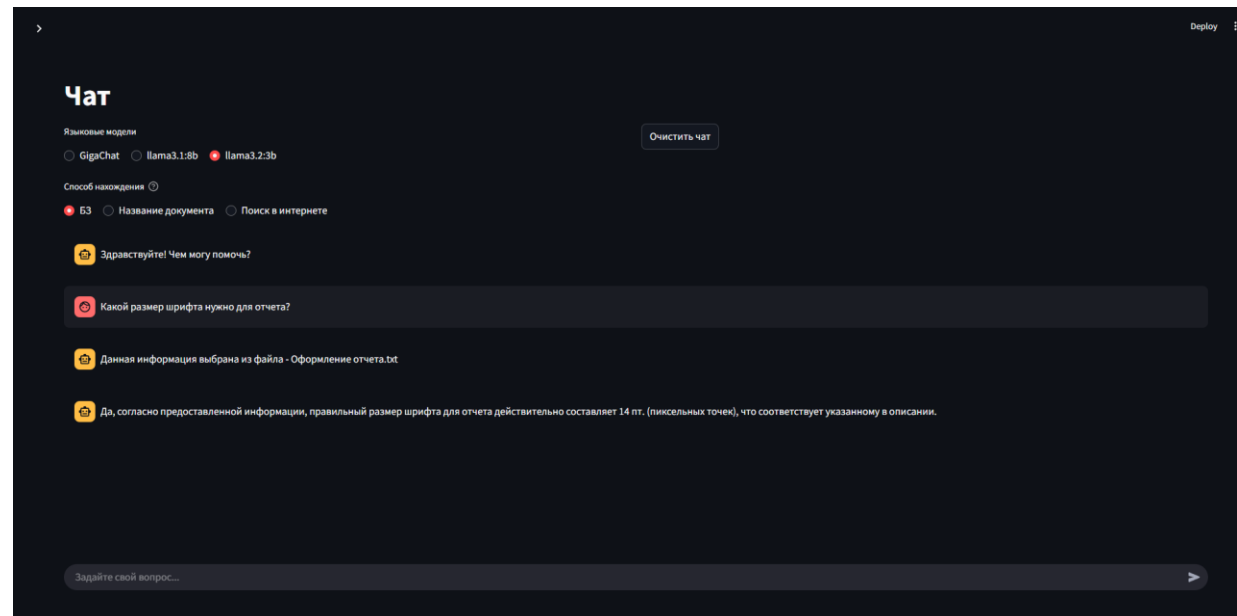 Deploy
Чат
Языковые модели
Очистить чат
GigaChat llama3.1:8b llama3.2:3b
Способ нахождения
БЗ Название документа Поиск в интернете
Здравствуйте! Чем могу помочь?
Какой размер шрифта нужно для отчета?
Данная информация выбрана из файла - Оформление отчета.txt
Да, согласно предоставленной информации, правильный размер шрифта для отчета действительно составляет 14 пт. (пиксельных точек), что соответствует указанному в описании.
Задайте свой вопрос...